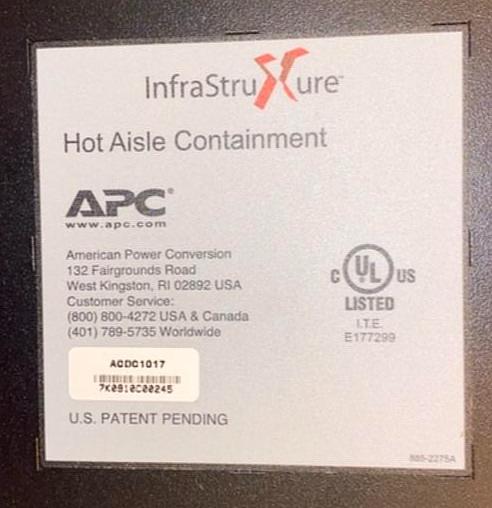 InfraStruXure™
Hot Aisle Containment
APC®
www.apc.com
American Power Conversion
132 Fairgrounds Road
West Kingston, RI 02892 USA
Customer Service:
(800) 800-4272 USA & Canada
(401) 789-5735 Worldwide
C UL US
LISTED
I.T.E.
E177299
ACDC1017
7K0910C00245
U.S. PATENT PENDING
885-2275A